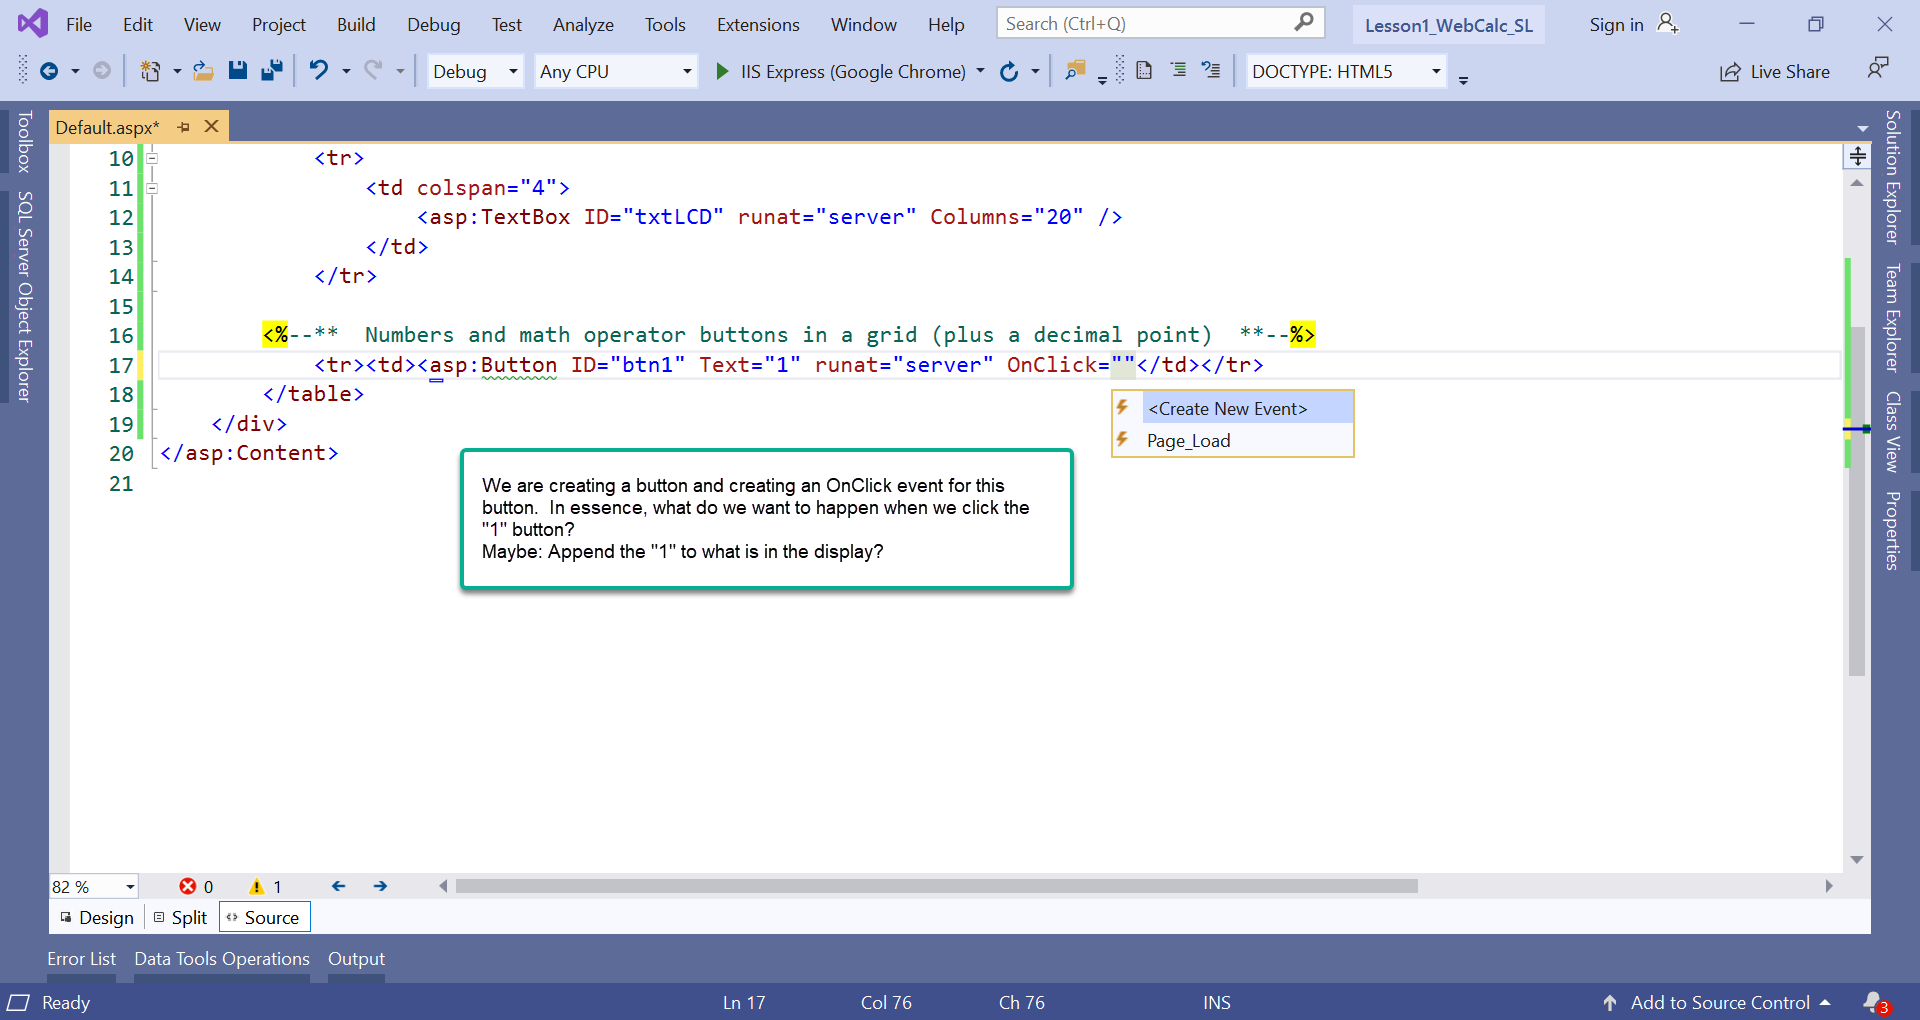 File Edit View Project Build Debug Test Analyze Tools Extensions Window Help Search (Ctrl+Q) Lesson1_WebCalc_SL Sign in
Debug Any CPU IIS Express (Google Chrome) DOCTYPE: HTML5 Live Share
Toolbox
SQL Server Object Explorer
Default.aspx*
10 <tr>
11 <td colspan="4">
12 <asp:TextBox ID="txtLCD" runat="server" Columns="20" />
13 </td>
14 </tr>
15
16 <%--** Numbers and math operator buttons in a grid (plus a decimal point) **--%>
17 <tr><td><asp:Button ID="btn1" Text="1" runat="server" OnClick=""</td></tr>
18 </table>
19 </div>
20 </asp:Content>
21
<Create New Event>
Page_Load
We are creating a button and creating an OnClick event for this
button. In essence, what do we want to happen when we click the
"1" button?
Maybe: Append the "1" to what is in the display?
Solution Explorer
Team Explorer
Class View
Properties
82 % 0 1
Design Split Source
Error List Data Tools Operations Output
Ready Ln 17 Col 76 Ch 76 INS Add to Source Control 3